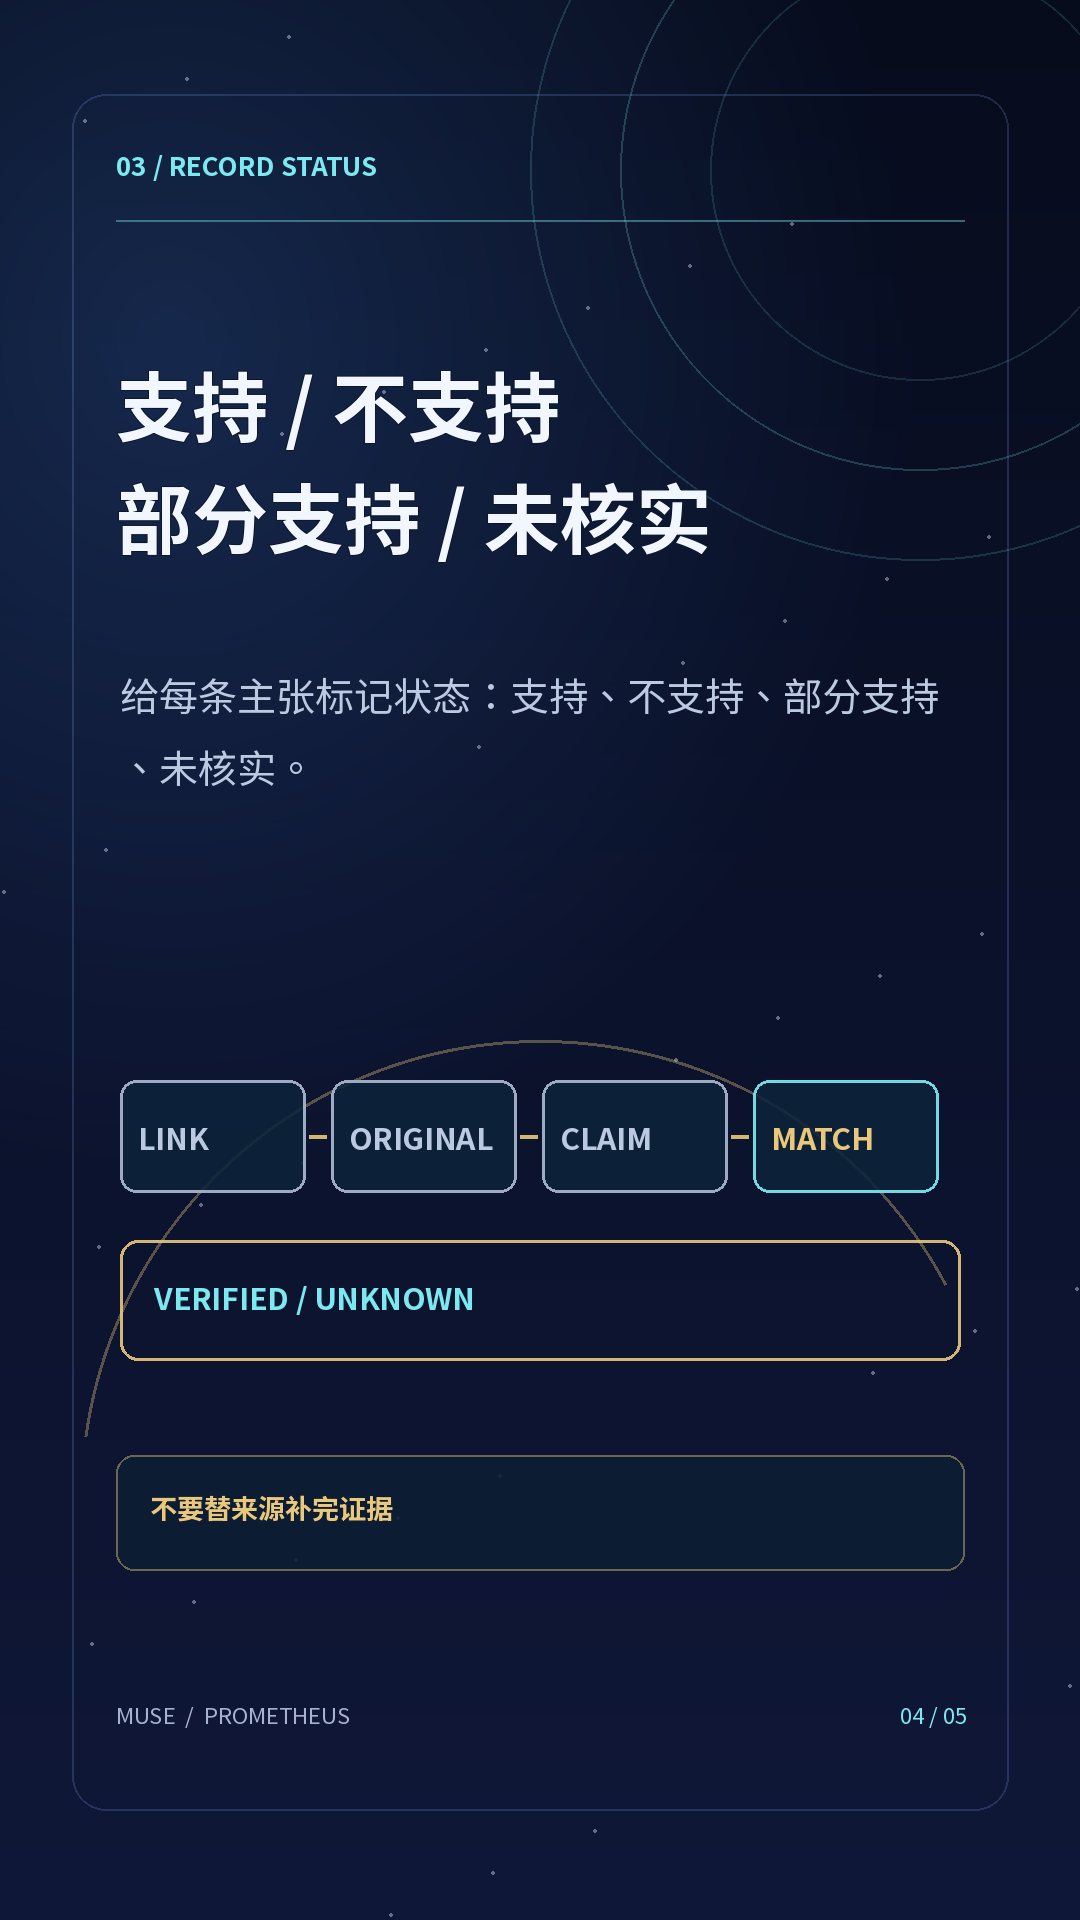 03 / RECORD STATUS
支持 / 不支持
部分支持 / 未核实
给每条主张标记状态：支持、不支持、部分支持
、未核实。
LINK
ORIGINAL
CLAIM
MATCH
VERIFIED / UNKNOWN
不要替来源补完证据
MUSE / PROMETHEUS
04 / 05